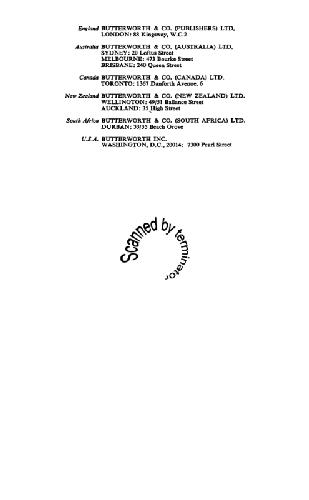 England BUTTERWORTH & CO. (PUBLISHERS) LTD.
LONDON: 88 Kingsway, W.C.2
Australia BUTTERWORTH & CO. (AUSTRALIA) LTD.
SYDNEY: 20 Loftus Street
MELBOURNE: 473 Bourke Street
BRISBANE: 240 Queen Street
Canada BUTTERWORTH & CO. (CANADA) LTD.
TORONTO: 1367 Danforth Avenue, 6
New Zealand BUTTERWORTH & CO. (NEW ZEALAND) LTD.
WELLINGTON: 49/51 Ballance Street
AUCKLAND: 35 High Street
South Africa BUTTERWORTH & CO. (SOUTH AFRICA) LTD.
DURBAN: 33/35 Beach Grove
U.S.A. BUTTERWORTH INC.
WASHINGTON, D.C., 20014: 7300 Pearl Street
Scanned by terminator